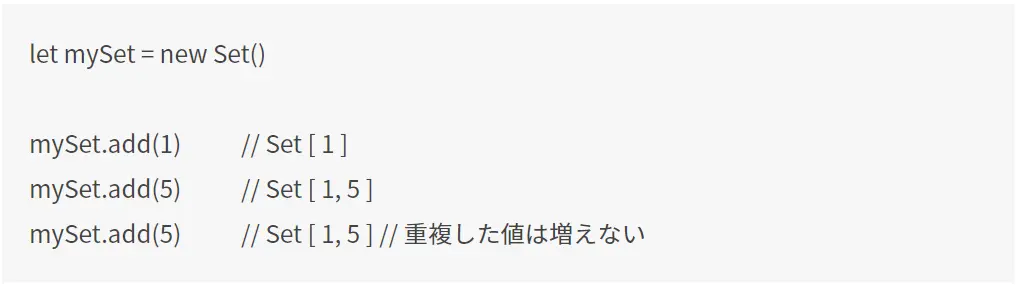 let mySet = new Set()
mySet.add(1) // Set [ 1 ]
mySet.add(5) // Set [ 1, 5 ]
mySet.add(5) // Set [ 1, 5 ] // 重複した値は増えない